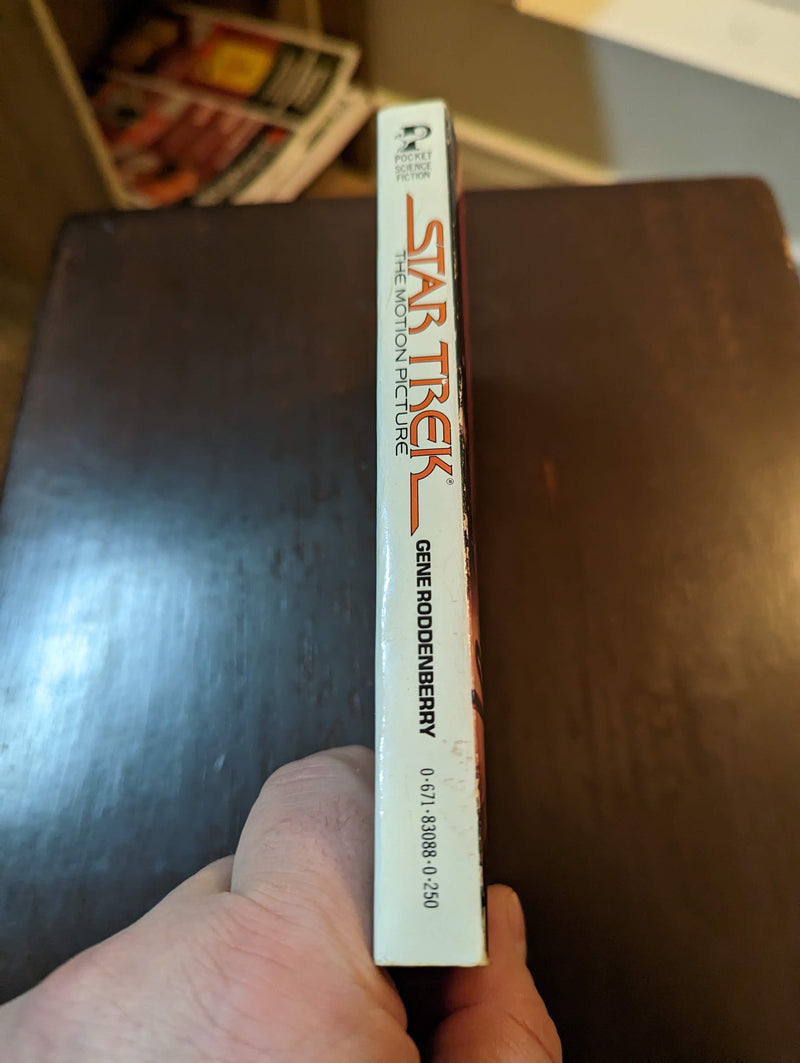 POCKET
SCIENCE
FICTION
STAR TREK®
THE MOTION PICTURE
GENE RODDENBERRY
0·671·83088·0·250